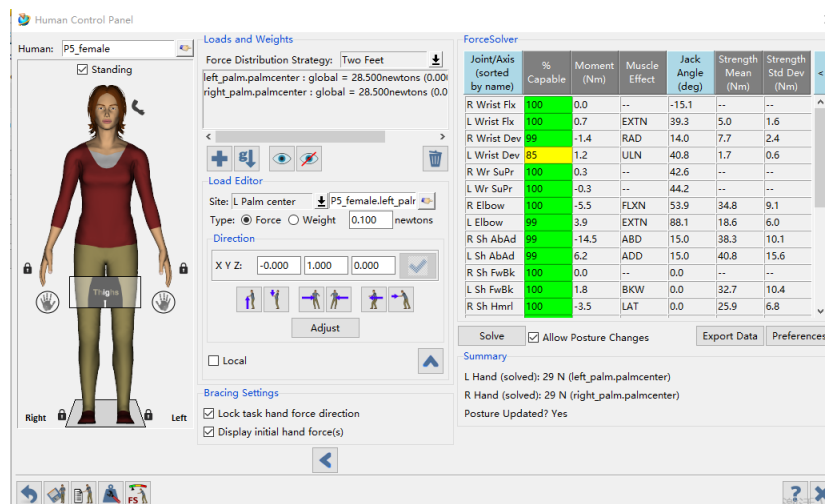 Human Control Panel
Human: P5_female
Standing
Thighs
Right
Left
Loads and Weights
Force Distribution Strategy: Two Feet
left_palm.palmcenter : global = 28.500newtons (0.00
right_palm.palmcenter : global = 28.500newtons (0.0
Load Editor
Site: L Palm center P5_female.left_palr
Type: Force Weight 0.100 newtons
Direction
X Y Z: -0.000 1.000 0.000
Adjust
Local
Bracing Settings
Lock task hand force direction
Display initial hand force(s)
FS
ForceSolver
Joint/Axis (sorted by name) % Capable Moment (Nm) Muscle Effect Jack Angle (deg) Strength Mean (Nm) Strength Std Dev (Nm) <
R Wrist Flx 100 0.0 -- -15.1 -- --
L Wrist Flx 100 0.7 EXTN 39.3 5.0 1.6
R Wrist Dev 99 -1.4 RAD 14.0 7.7 2.4
L Wrist Dev 85 1.2 ULN 40.8 1.7 0.6
R Wr SuPr 100 0.3 -- 42.6 -- --
L Wr SuPr 100 -0.3 -- 44.2 -- --
R Elbow 100 -5.5 FLXN 53.9 34.8 9.1
L Elbow 99 3.9 EXTN 88.1 18.6 6.0
R Sh AbAd 99 -14.5 ABD 15.0 38.3 10.1
L Sh AbAd 99 6.2 ADD 15.0 40.8 15.6
R Sh FwBk 100 0.0 -- 0.0 -- --
L Sh FwBk 100 1.8 BKW 0.0 32.7 10.4
R Sh Hmrl 100 -3.5 LAT 0.0 25.9 6.8
Solve Allow Posture Changes Export Data Preferences
Summary
L Hand (solved): 29 N (left_palm.palmcenter)
R Hand (solved): 29 N (right_palm.palmcenter)
Posture Updated? Yes